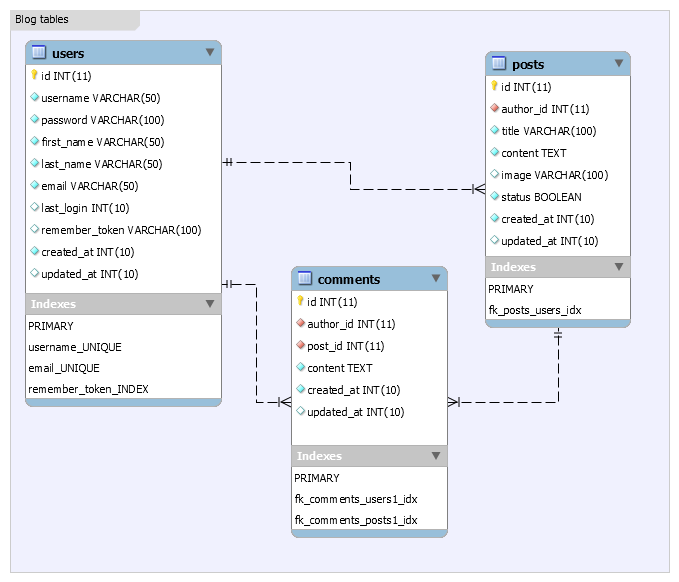 Blog tables
users
id INT(11)
username VARCHAR(50)
password VARCHAR(100)
first_name VARCHAR(50)
last_name VARCHAR(50)
email VARCHAR(50)
last_login INT(10)
remember_token VARCHAR(100)
created_at INT(10)
updated_at INT(10)
Indexes
PRIMARY
username_UNIQUE
email_UNIQUE
remember_token_INDEX
posts
id INT(11)
author_id INT(11)
title VARCHAR(100)
content TEXT
image VARCHAR(100)
status BOOLEAN
created_at INT(10)
updated_at INT(10)
Indexes
PRIMARY
fk_posts_users_idx
comments
id INT(11)
author_id INT(11)
post_id INT(11)
content TEXT
created_at INT(10)
updated_at INT(10)
Indexes
PRIMARY
fk_comments_users1_idx
fk_comments_posts1_idx